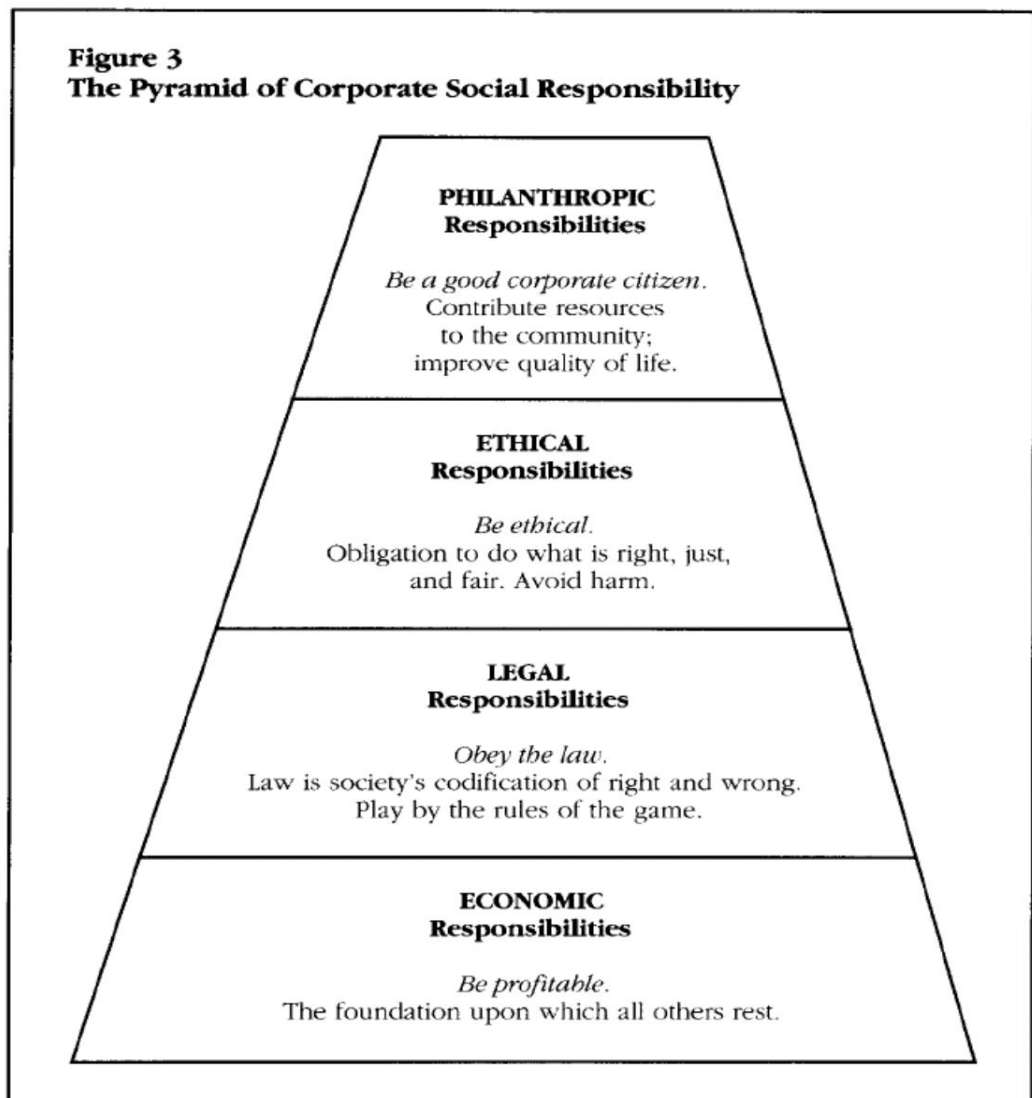 Figure 3
The Pyramid of Corporate Social Responsibility
PHILANTHROPIC
Responsibilities
Be a good corporate citizen.
Contribute resources
to the community;
improve quality of life.
ETHICAL
Responsibilities
Be ethical.
Obligation to do what is right, just,
and fair. Avoid harm.
LEGAL
Responsibilities
Obey the law.
Law is society's codification of right and wrong.
Play by the rules of the game.
ECONOMIC
Responsibilities
Be profitable.
The foundation upon which all others rest.